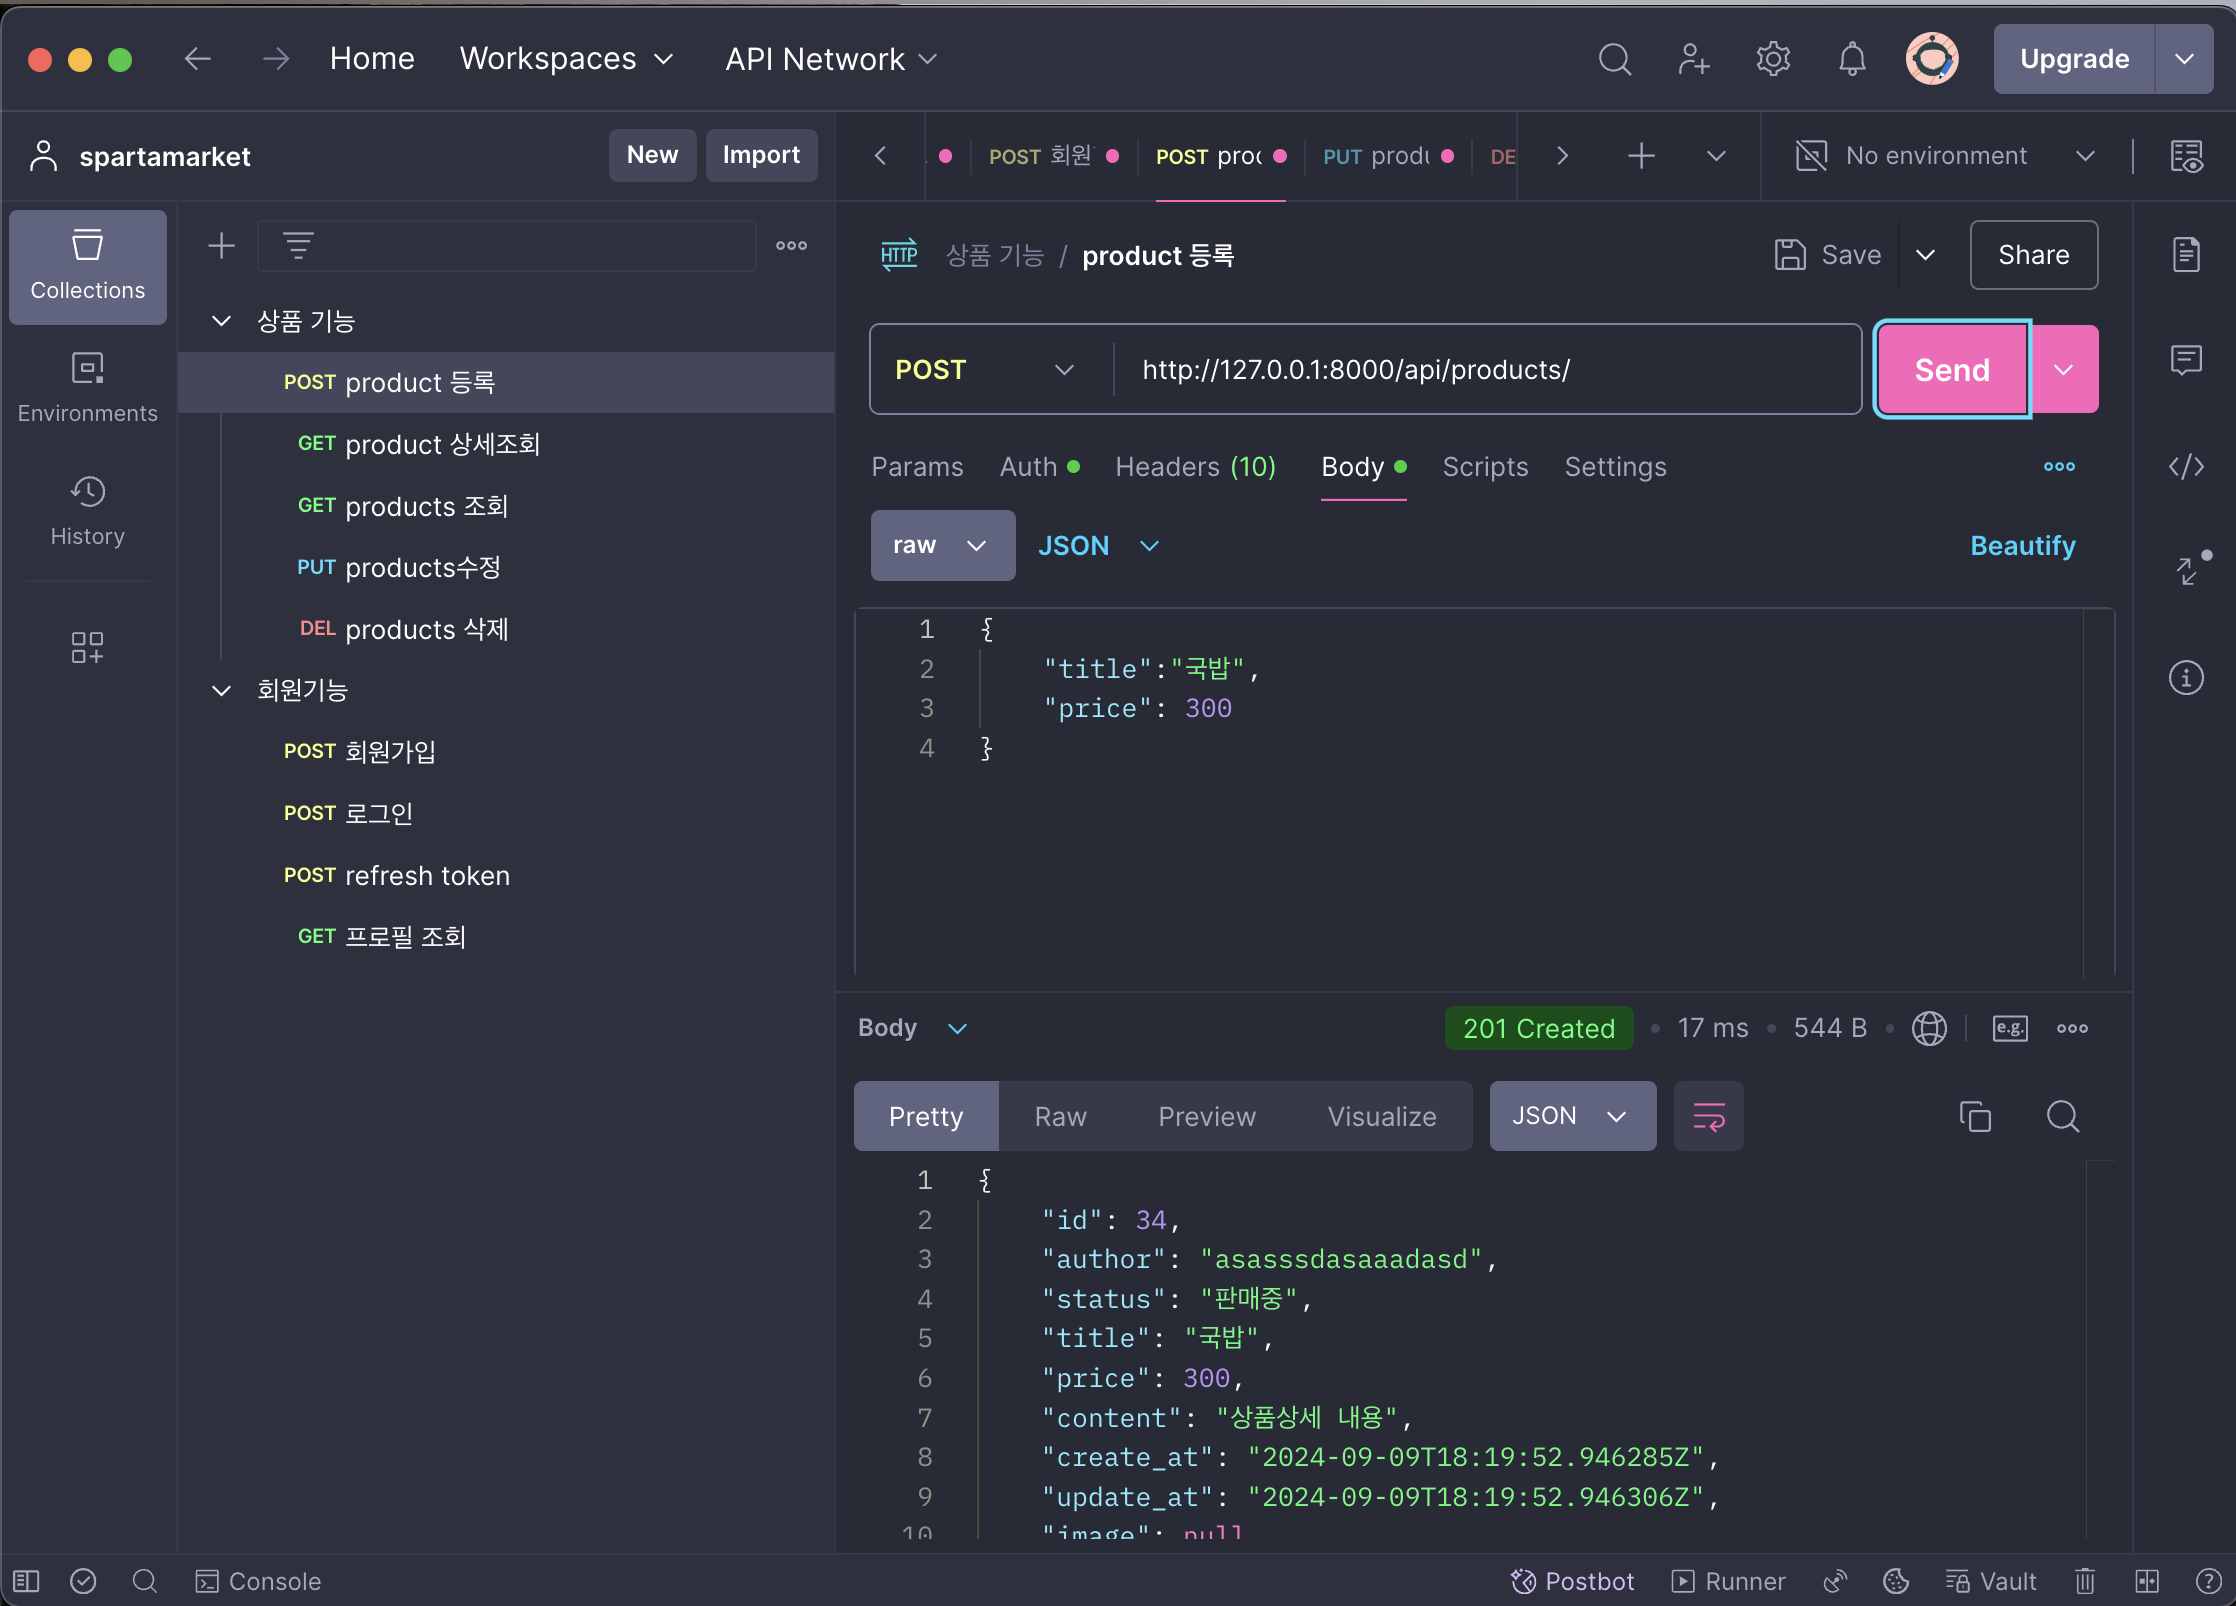 Home Workspaces API Network Upgrade
spartamarket New Import
POST 회원 POST proc PUT produ DE No environment
Collections
Environments
History
상품 기능
POST product 등록
GET product 상세조회
GET products 조회
PUT products수정
DEL products 삭제
회원기능
POST 회원가입
POST 로그인
POST refresh token
GET 프로필 조회
HTTP 상품 기능 / product 등록 Save Share
POST http://127.0.0.1:8000/api/products/ Send
Params Auth Headers (10) Body Scripts Settings
raw JSON Beautify
1 {
2 "title":"국밥",
3 "price": 300
4 }
Body 201 Created 17 ms 544 B e.g.
Pretty Raw Preview Visualize JSON
1 {
2 "id": 34,
3 "author": "asasssdasaaadasd",
4 "status": "판매중",
5 "title": "국밥",
6 "price": 300,
7 "content": "상품상세 내용",
8 "create_at": "2024-09-09T18:19:52.946285Z",
9 "update_at": "2024-09-09T18:19:52.946306Z",
10 "image": null
Console Postbot Runner Vault